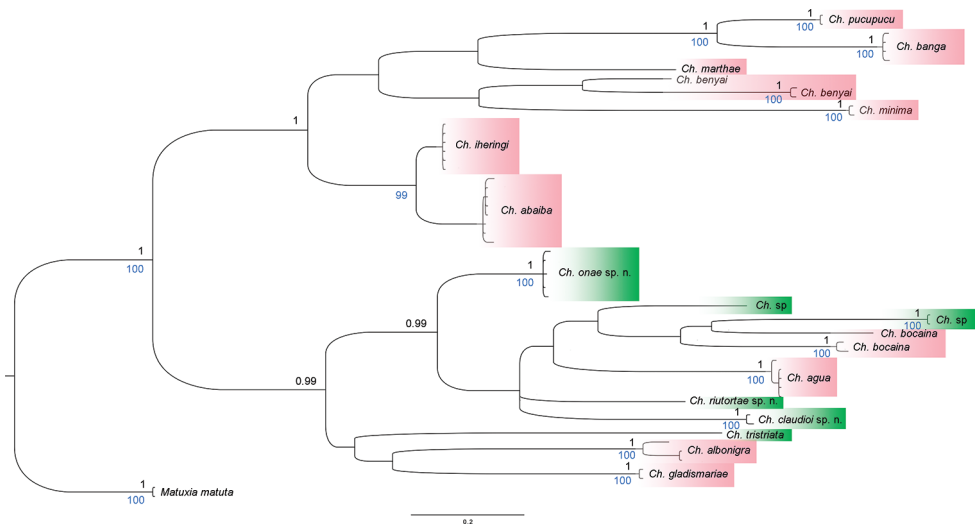 1
Ch. pucupucu
1
100
100
1
Ch. banga
100
Ch. marthae
Ch. benyai
1
Ch. benyai
100
1
Ch. minima
100
1
Ch. iheringi
99
Ch. abaiba
1
100
1
Ch. onae sp. n.
100
Ch. sp
1
Ch. sp
100
0.99
Ch. bocaina
1
Ch. bocaina
100
1
Ch. agua
100
0.99
Ch. riutortae sp. n.
1
Ch. claudioi sp. n.
100
Ch. tristriata
1
Ch. albonigra
100
1
Ch. gladismariae
100
1
Matuxia matuta
100
0.2